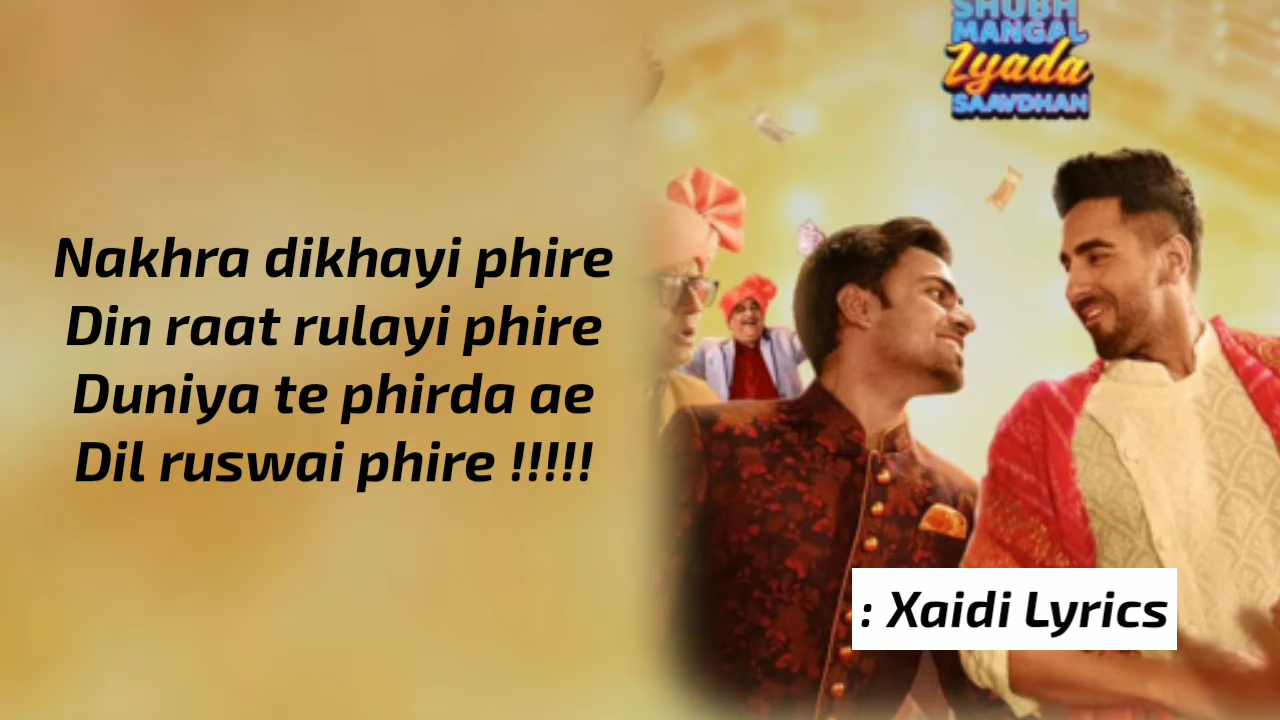 SHUBH
MANGAL
Zyada
SAAVDHAN
Nakhra dikhayi phire
Din raat rulayi phire
Duniya te phirda ae
Dil ruswai phire !!!!!
: Xaidi Lyrics